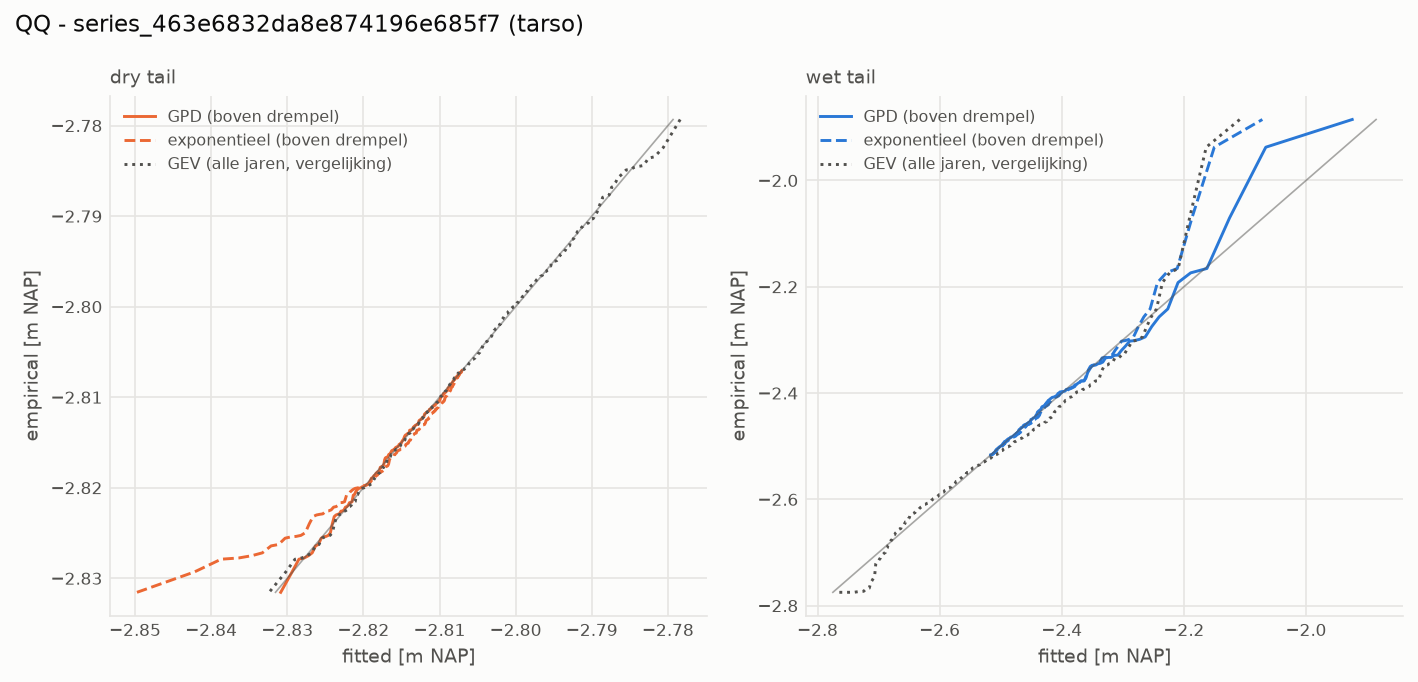 QQ - series_463e6832da8e874196e685f7 (tarso)
dry tail
GPD (boven drempel)
exponentieel (boven drempel)
GEV (alle jaren, vergelijking)
−2.78
−2.79
−2.80
−2.81
−2.82
−2.83
−2.85
−2.84
−2.83
−2.82
−2.81
−2.80
−2.79
−2.78
empirical [m NAP]
fitted [m NAP]
wet tail
GPD (boven drempel)
exponentieel (boven drempel)
GEV (alle jaren, vergelijking)
−2.0
−2.2
−2.4
−2.6
−2.8
−2.8
−2.6
−2.4
−2.2
−2.0
empirical [m NAP]
fitted [m NAP]